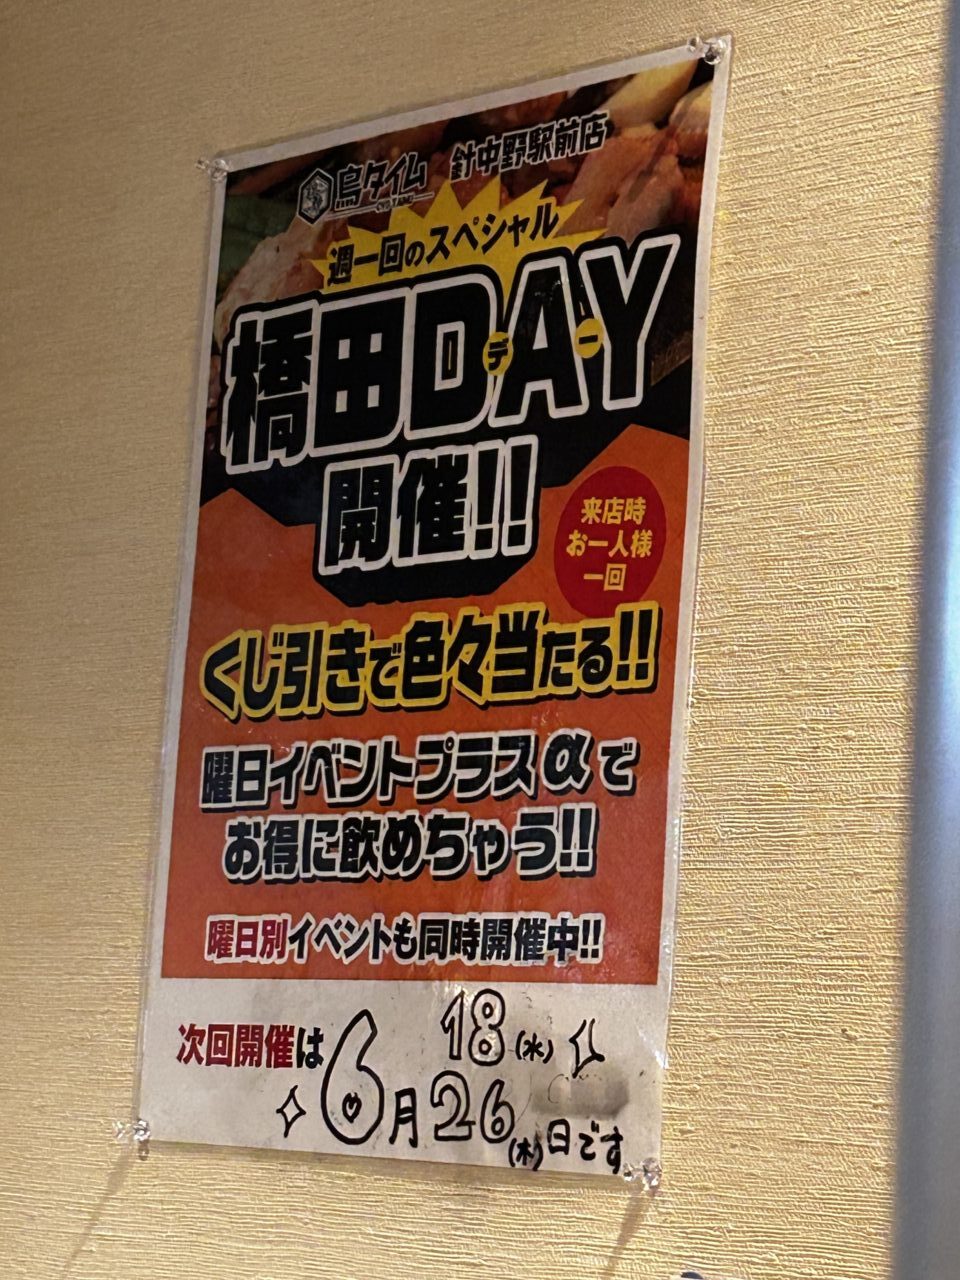 鳥タイム 針中野駅前店
週一回のスペシャル
橋田DAY
デー
開催!!
来店時
お一人様
一回
くじ引きで色々当たる!!
曜日イベントプラスαで
お得に飲めちゃう!!
曜日別イベントも同時開催中!!
次回開催は
18(水)
6月26(木)日です